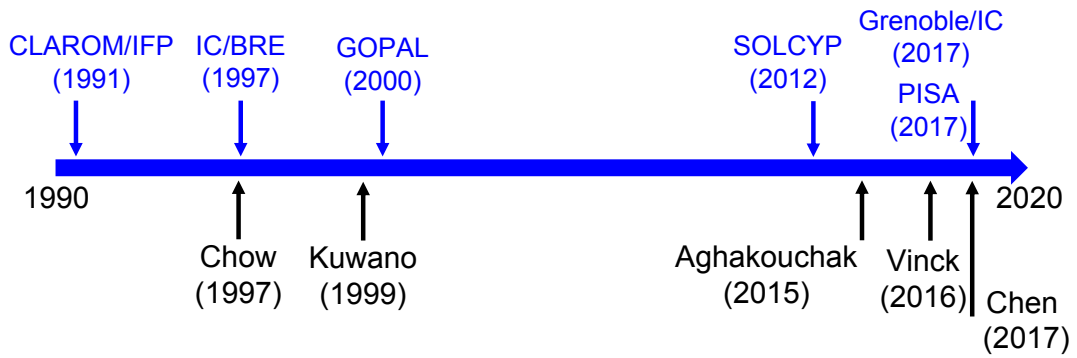 CLAROM/IFP
(1991)
IC/BRE
(1997)
GOPAL
(2000)
SOLCYP
(2012)
Grenoble/IC
(2017)
PISA
(2017)
1990
2020
Chow
(1997)
Kuwano
(1999)
Aghakouchak
(2015)
Vinck
(2016)
Chen
(2017)